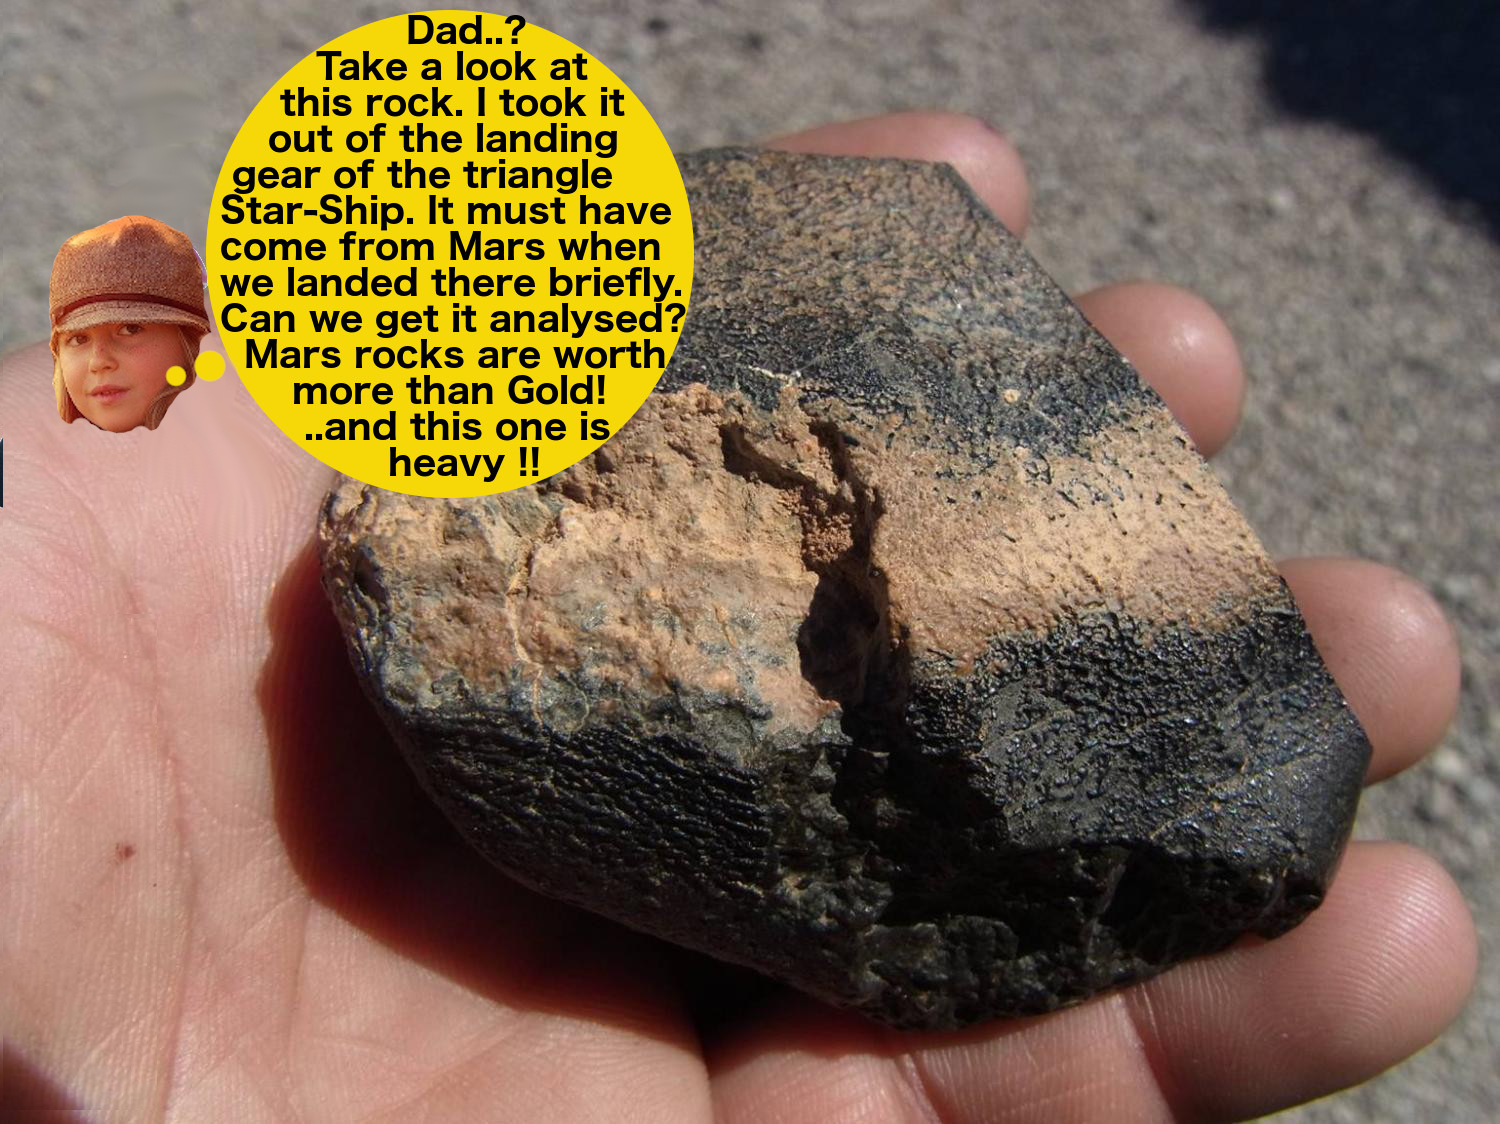 Dad..?
Take a look at
this rock. I took it
out of the landing
gear of the triangle
Star-Ship. It must have
come from Mars when
we landed there briefly.
Can we get it analysed?
Mars rocks are worth
more than Gold!
..and this one is
heavy !!